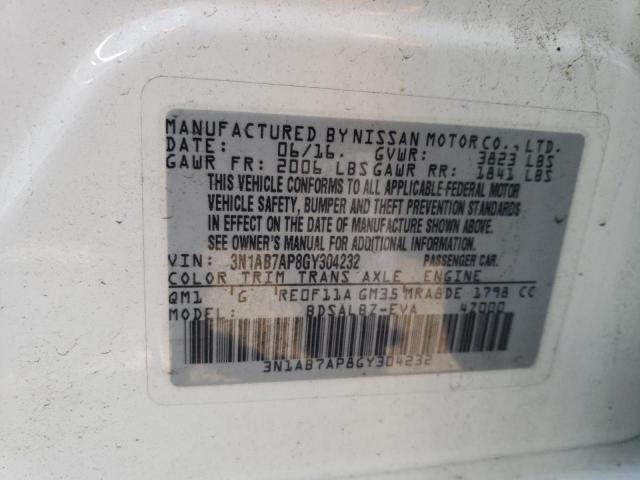 MANUFACTURED BY NISSAN MOTOR CO., LTD.
DATE: 06/16. GVWR: 3823 LBS
GAWR FR: 2006 LBS GAWR RR: 1841 LBS
THIS VEHICLE CONFORMS TO ALL APPLICABLE FEDERAL MOTOR
VEHICLE SAFETY, BUMPER AND THEFT PREVENTION STANDARDS
IN EFFECT ON THE DATE OF MANUFACTURE SHOWN ABOVE.
SEE OWNER'S MANUAL FOR ADDITIONAL INFORMATION.
VIN: 3N1AB7AP8GY304232 PASSENGER CAR.
COLOR TRIM TRANS AXLE ENGINE
QM1 G RE0F11A GM35 MRA8DE 1798 CC
MODEL: BDSALBZ-EVA 4Z000
3N1AB7AP8GY304232